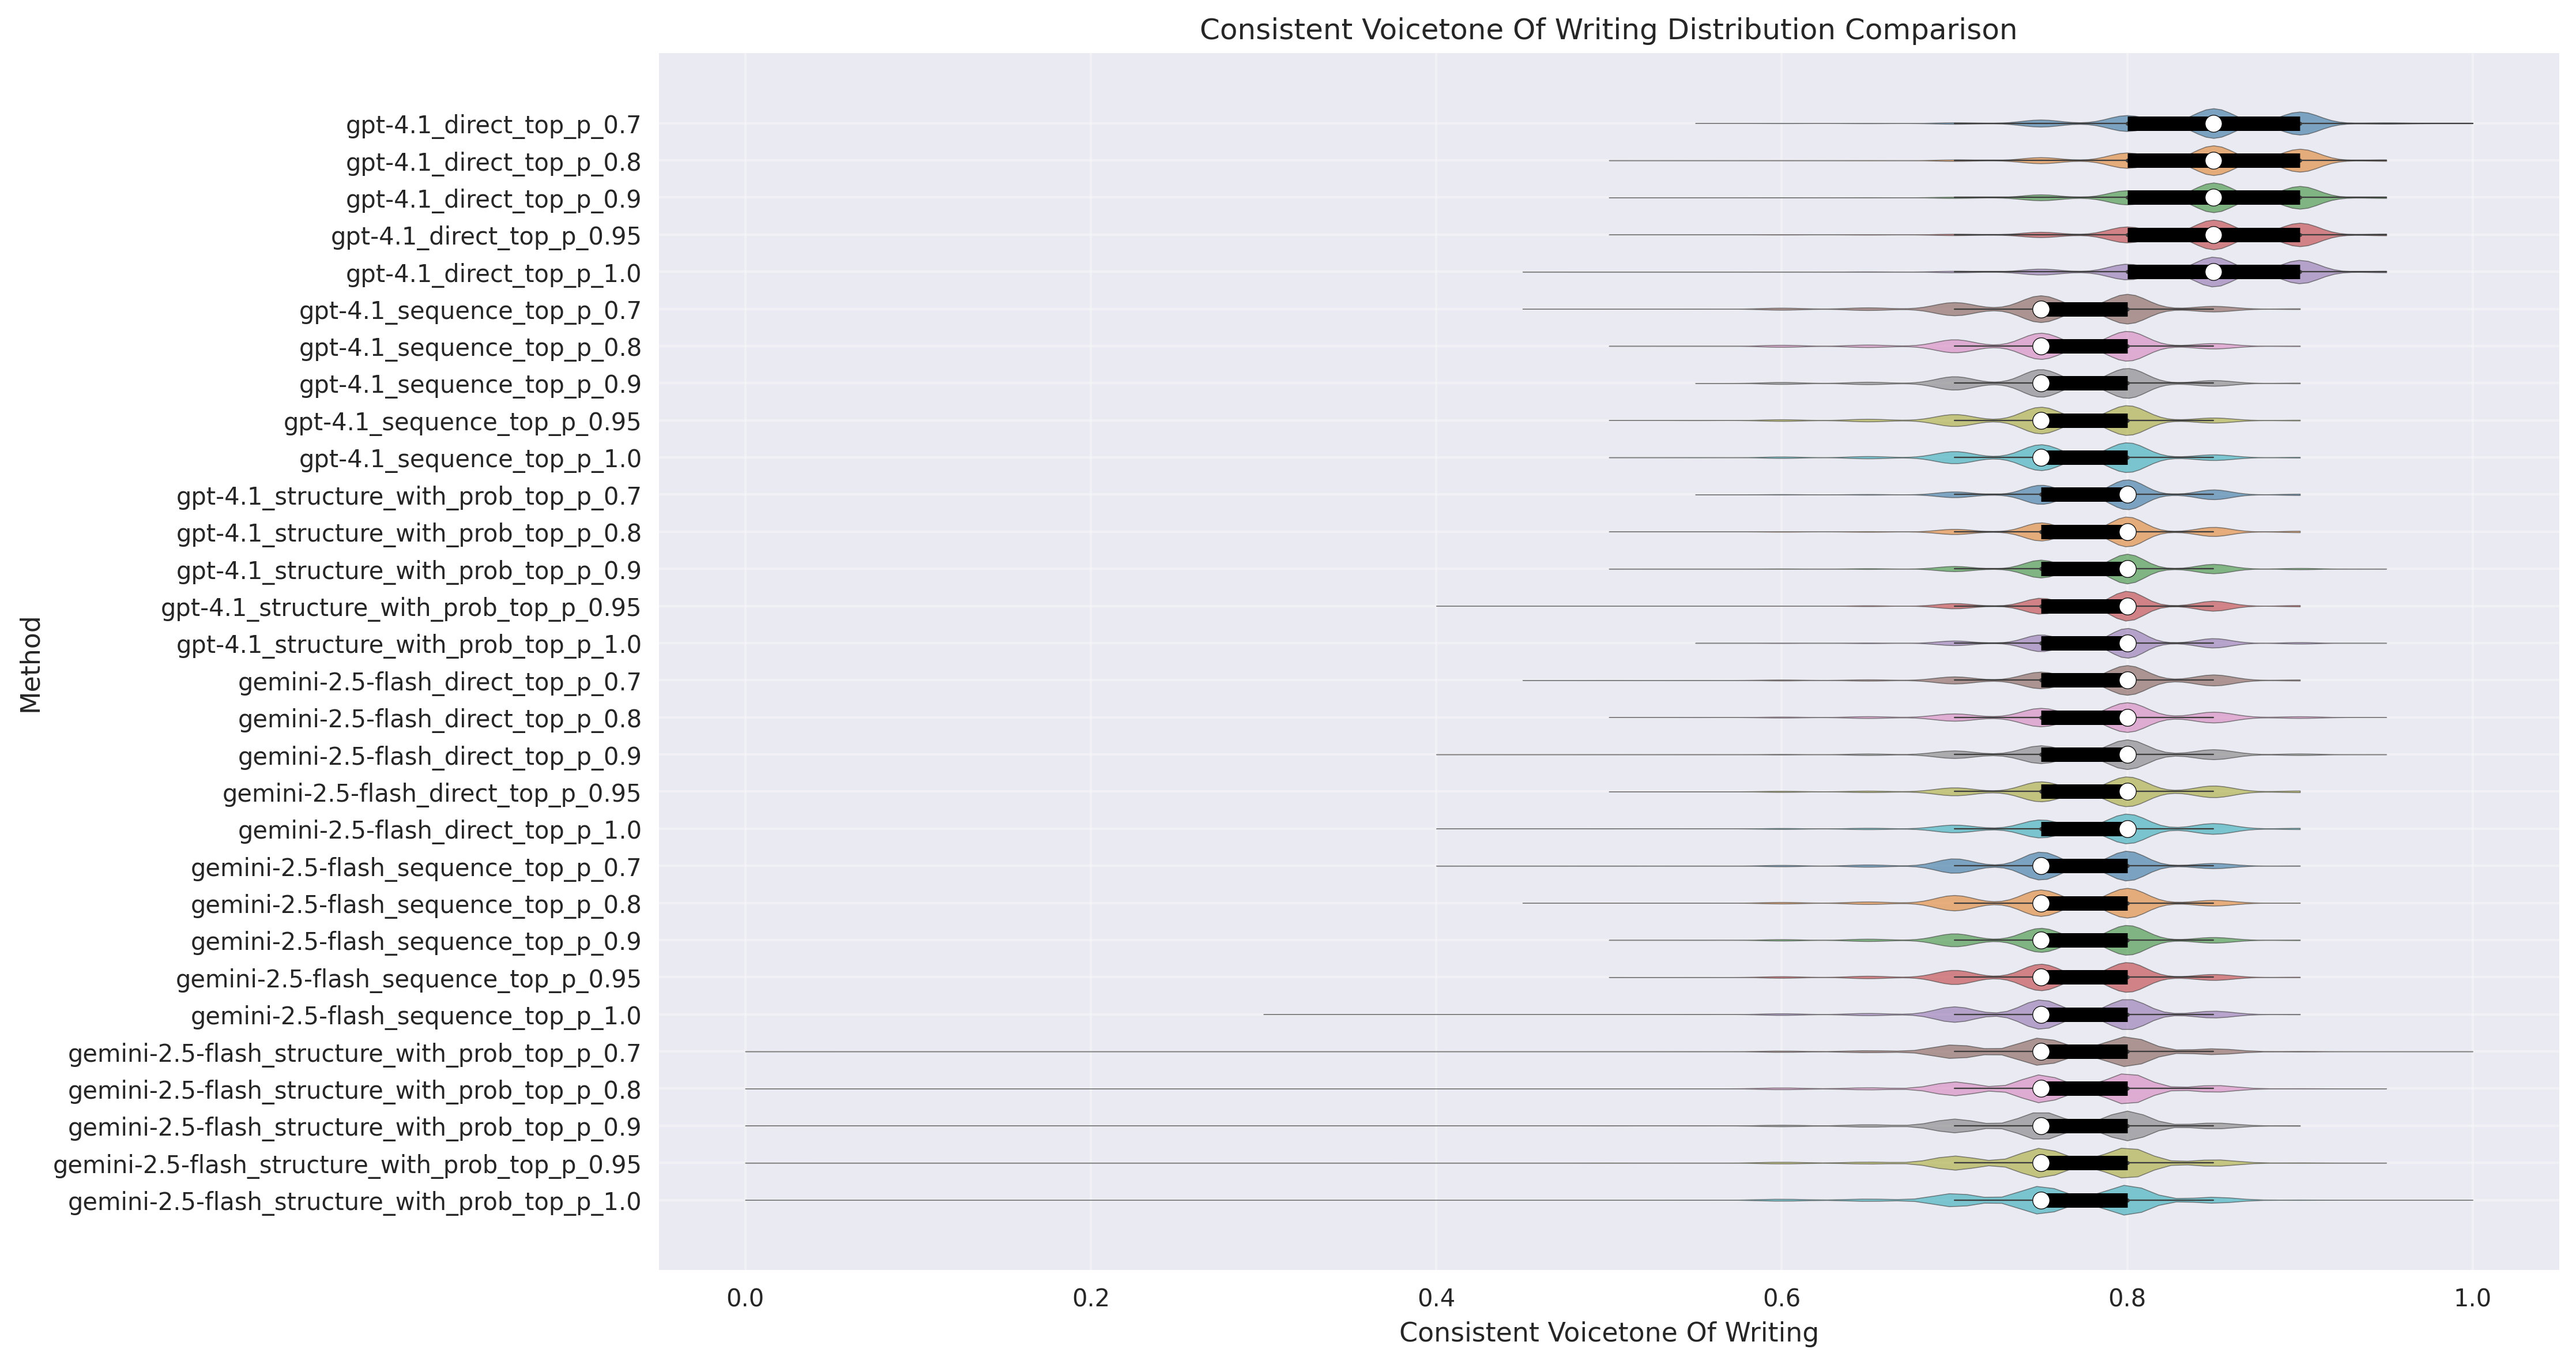 Consistent Voicetone Of Writing Distribution Comparison
gpt-4.1_direct_top_p_0.7
gpt-4.1_direct_top_p_0.8
gpt-4.1_direct_top_p_0.9
gpt-4.1_direct_top_p_0.95
gpt-4.1_direct_top_p_1.0
gpt-4.1_sequence_top_p_0.7
gpt-4.1_sequence_top_p_0.8
gpt-4.1_sequence_top_p_0.9
gpt-4.1_sequence_top_p_0.95
gpt-4.1_sequence_top_p_1.0
gpt-4.1_structure_with_prob_top_p_0.7
gpt-4.1_structure_with_prob_top_p_0.8
gpt-4.1_structure_with_prob_top_p_0.9
gpt-4.1_structure_with_prob_top_p_0.95
gpt-4.1_structure_with_prob_top_p_1.0
gemini-2.5-flash_direct_top_p_0.7
gemini-2.5-flash_direct_top_p_0.8
gemini-2.5-flash_direct_top_p_0.9
gemini-2.5-flash_direct_top_p_0.95
gemini-2.5-flash_direct_top_p_1.0
gemini-2.5-flash_sequence_top_p_0.7
gemini-2.5-flash_sequence_top_p_0.8
gemini-2.5-flash_sequence_top_p_0.9
gemini-2.5-flash_sequence_top_p_0.95
gemini-2.5-flash_sequence_top_p_1.0
gemini-2.5-flash_structure_with_prob_top_p_0.7
gemini-2.5-flash_structure_with_prob_top_p_0.8
gemini-2.5-flash_structure_with_prob_top_p_0.9
gemini-2.5-flash_structure_with_prob_top_p_0.95
gemini-2.5-flash_structure_with_prob_top_p_1.0
Method
0.0 0.2 0.4 0.6 0.8 1.0
Consistent Voicetone Of Writing